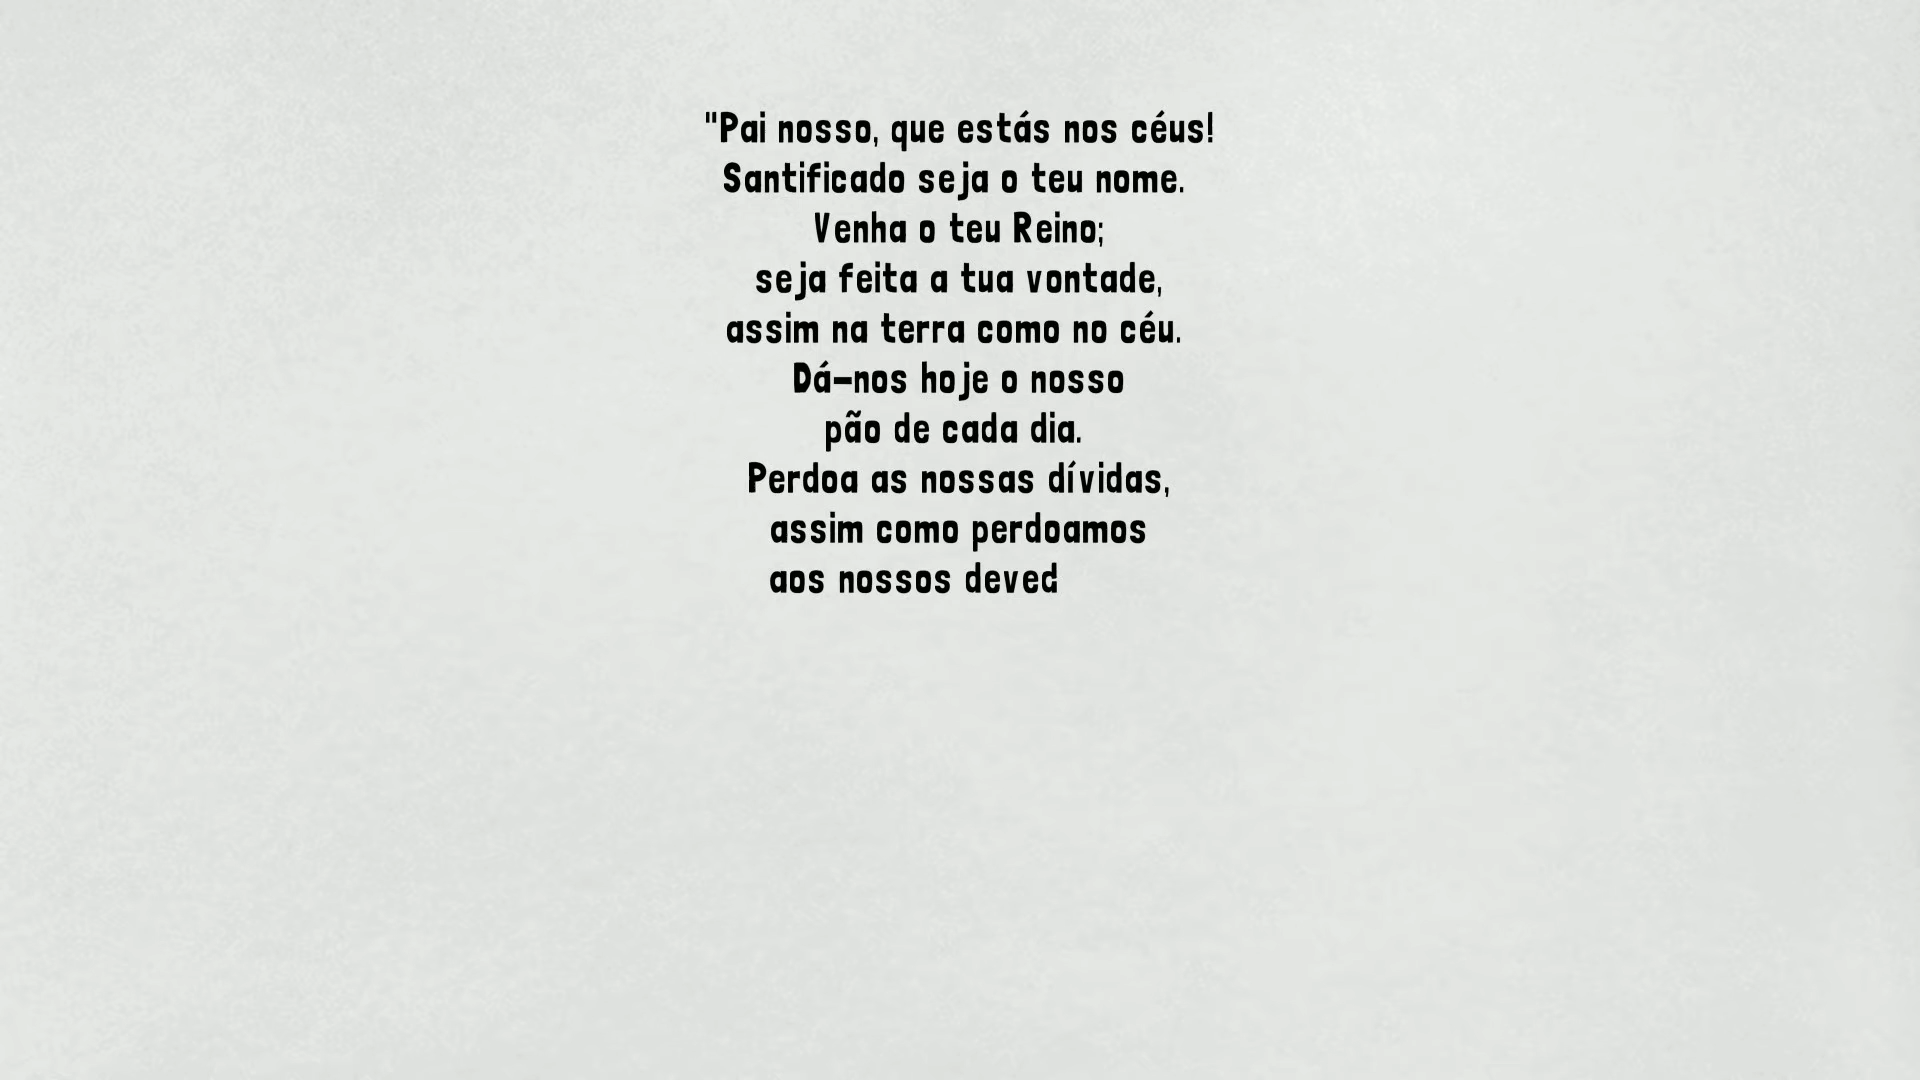 "Pai nosso, que estás nos céus!
Santificado seja o teu nome.
Venha o teu Reino;
seja feita a tua vontade,
assim na terra como no céu.
Dá-nos hoje o nosso
pão de cada dia.
Perdoa as nossas dívidas,
assim como perdoamos
aos nossos deved